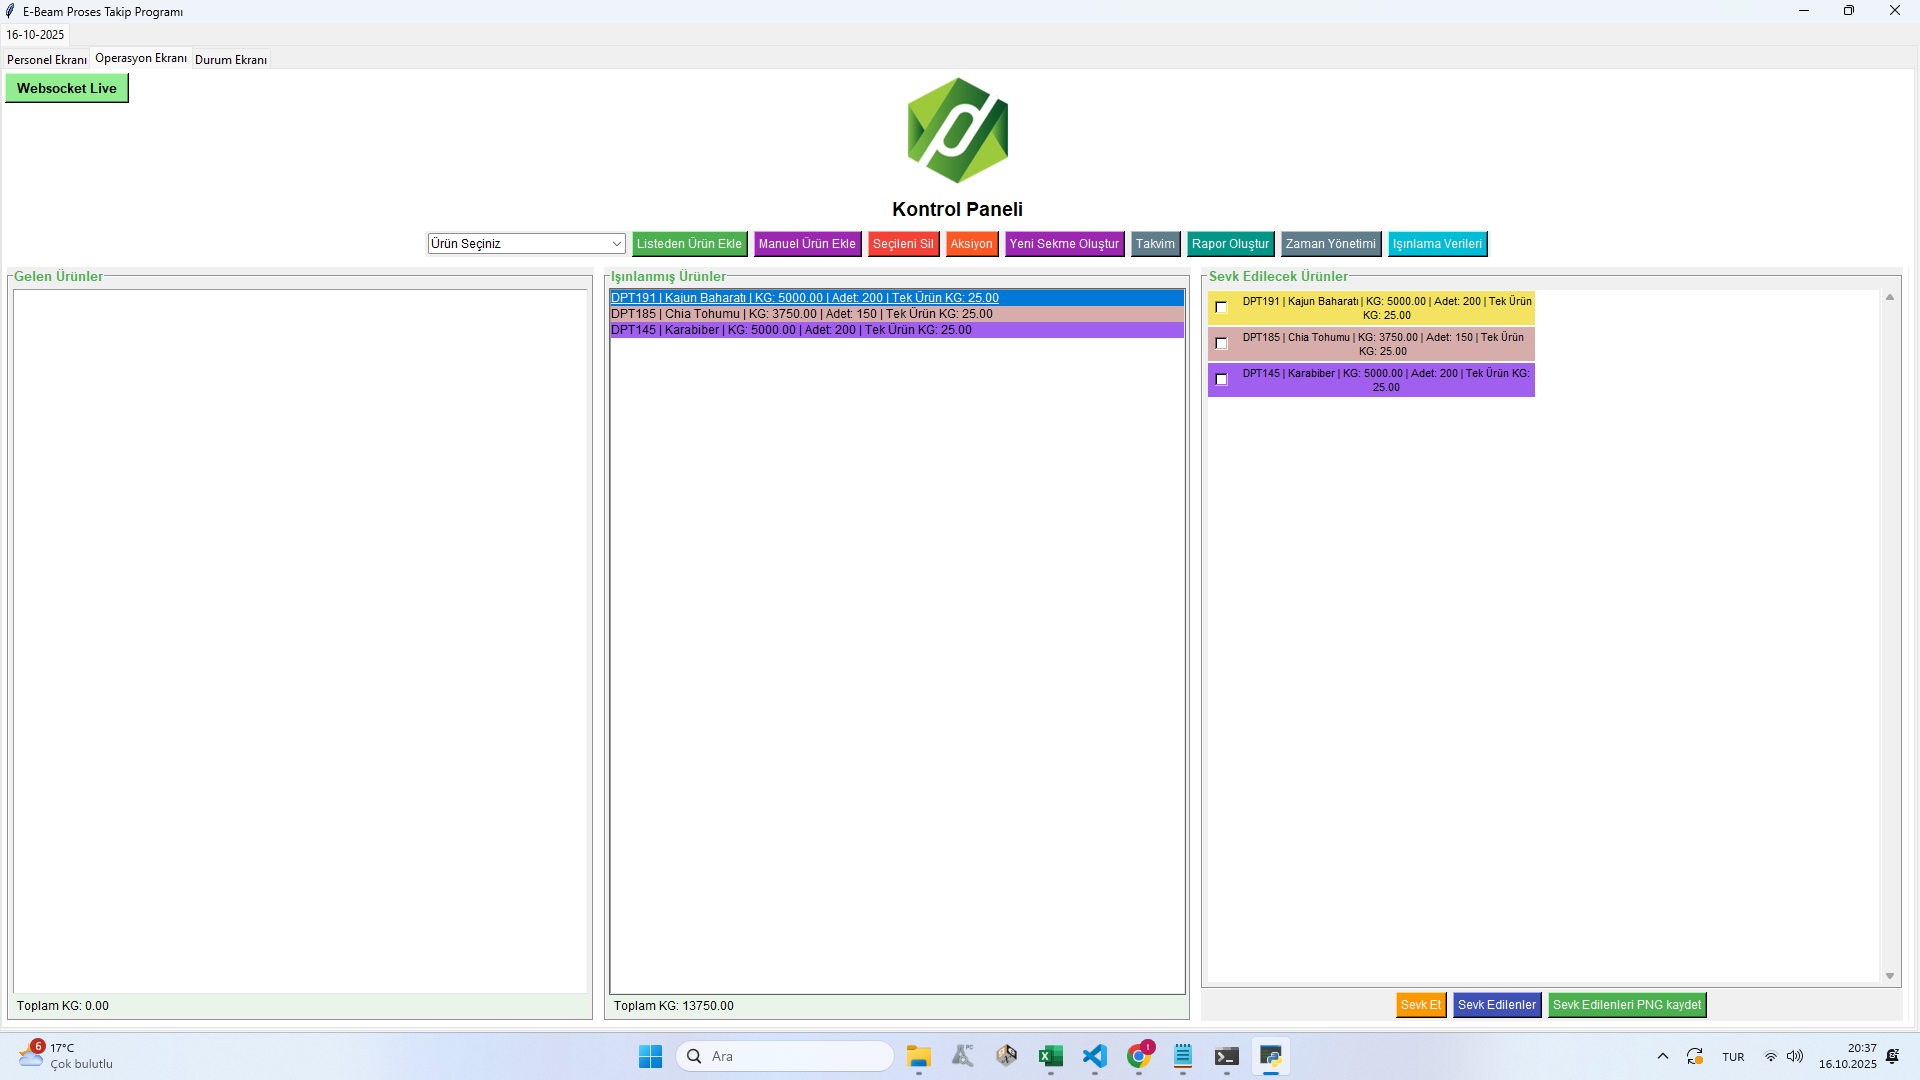 E-Beam Proses Takip Programı
16-10-2025
Personel Ekranı Operasyon Ekranı Durum Ekranı
Websocket Live
Kontrol Paneli
Ürün Seçiniz Listeden Ürün Ekle Manuel Ürün Ekle Seçileni Sil Aksiyon Yeni Sekme Oluştur Takvim Rapor Oluştur Zaman Yönetimi Işınlama Verileri
Gelen Ürünler
Toplam KG: 0.00
Işınlanmış Ürünler
DPT191 | Kajun Baharatı | KG: 5000.00 | Adet: 200 | Tek Ürün KG: 25.00
DPT185 | Chia Tohumu | KG: 3750.00 | Adet: 150 | Tek Ürün KG: 25.00
DPT145 | Karabiber | KG: 5000.00 | Adet: 200 | Tek Ürün KG: 25.00
Toplam KG: 13750.00
Sevk Edilecek Ürünler
DPT191 | Kajun Baharatı | KG: 5000.00 | Adet: 200 | Tek Ürün
KG: 25.00
DPT185 | Chia Tohumu | KG: 3750.00 | Adet: 150 | Tek Ürün
KG: 25.00
DPT145 | Karabiber | KG: 5000.00 | Adet: 200 | Tek Ürün KG:
25.00
Sevk Et Sevk Edilenler Sevk Edilenleri PNG kaydet
6
17°C
Çok bulutlu
Ara
PC
t
TUR
20:37
16.10.2025